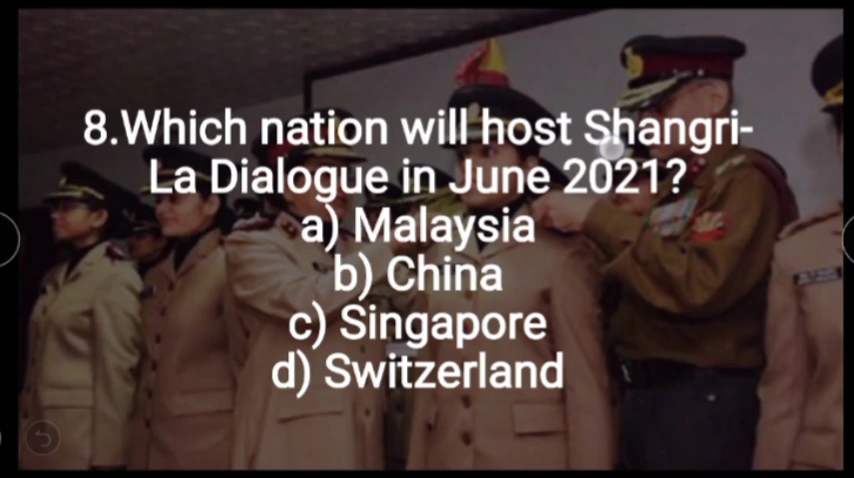 8.Which nation will host Shangri-
La Dialogue in June 2021?
a) Malaysia
b) China
c) Singapore
d) Switzerland